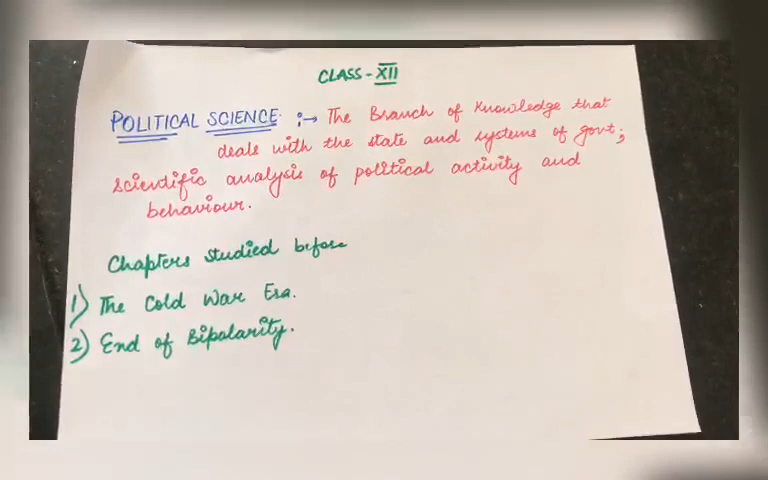 CLASS - XII
POLITICAL SCIENCE :→ The Branch of Knowledge that
deals with the state and systems of govt;
scientific analysis of political activity and
behaviour.
Chapters studied before
1) The Cold War Era.
2) End of Bipolarity.